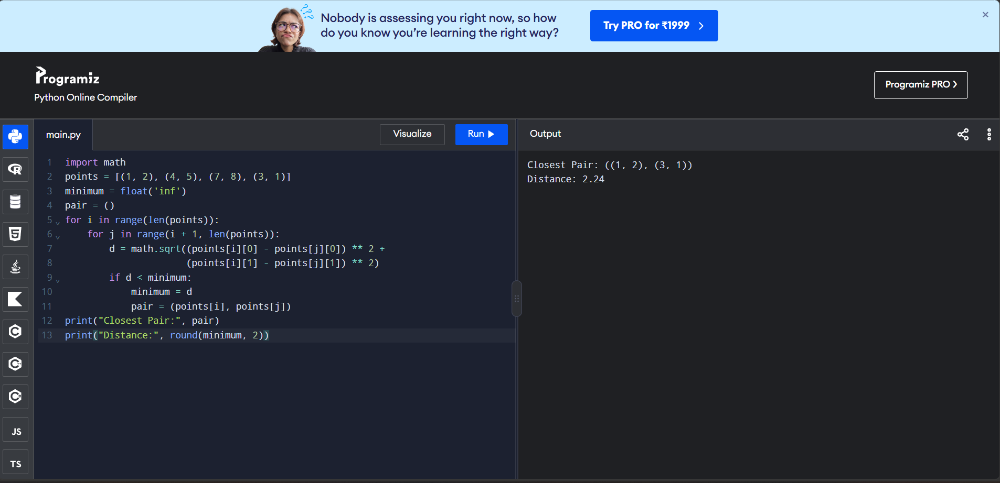 Nobody is assessing you right now, so how
do you know you're learning the right way?
Try PRO for ₹1999
Programiz
Python Online Compiler
Programiz PRO
main.py
Visualize
Run
Output
1 import math
2 points = [(1, 2), (4, 5), (7, 8), (3, 1)]
3 minimum = float('inf')
4 pair = ()
5 for i in range(len(points)):
6     for j in range(i + 1, len(points)):
7         d = math.sqrt((points[i][0] - points[j][0]) ** 2 +
8                       (points[i][1] - points[j][1]) ** 2)
9         if d < minimum:
10             minimum = d
11             pair = (points[i], points[j])
12 print("Closest Pair:", pair)
13 print("Distance:", round(minimum, 2))
Closest Pair: ((1, 2), (3, 1))
Distance: 2.24
JS
TS